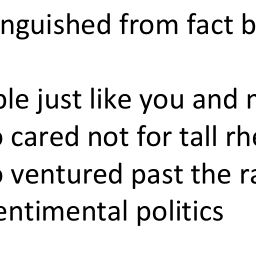 nguished from fact b
ple just like you and
cared not for tall rhe
ventured past the ra
entimental politics